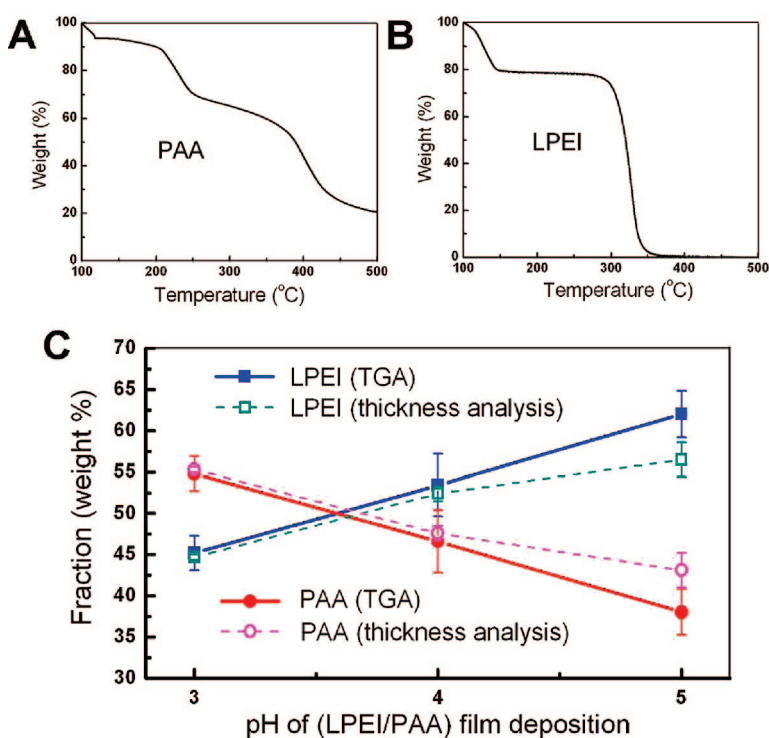 A
Weight (%)
100
80
60
40
20
0
PAA
100
200
300
400
500
Temperature (°C)
B
Weight (%)
100
80
60
40
20
0
LPEI
100
200
300
400
500
Temperature (°C)
C
Fraction (weight %)
70
65
60
55
50
45
40
35
30
LPEI (TGA)
LPEI (thickness analysis)
PAA (TGA)
PAA (thickness analysis)
3
4
5
pH of (LPEI/PAA) film deposition